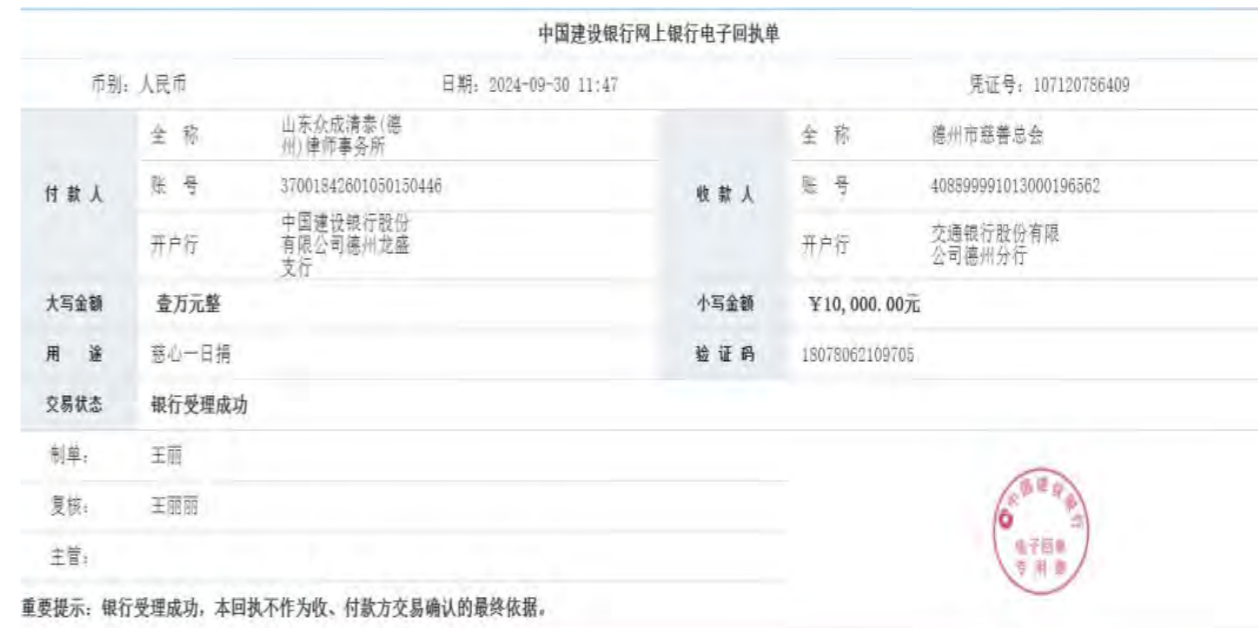 中国建设银行网上银行电子回执单
币别：人民币 日期：2024-09-30 11:47 凭证号：107120786409
付款人
全 称 山东众成清泰(德
州)律师事务所
账 号 37001842601050150446
开户行 中国建设银行股份
有限公司德州龙盛
支行
收款人
全 称 德州市慈善总会
账 号 408899991013000196562
开户行 交通银行股份有限
公司德州分行
大写金额 壹万元整 小写金额 ￥10,000.00元
用 途 慈心一日捐 验证码 18078062109705
交易状态 银行受理成功
制单： 王丽
复核： 王丽丽
主管：
中国建设银行
电子回单
专用章
重要提示：银行受理成功，本回执不作为收、付款方交易确认的最终依据。